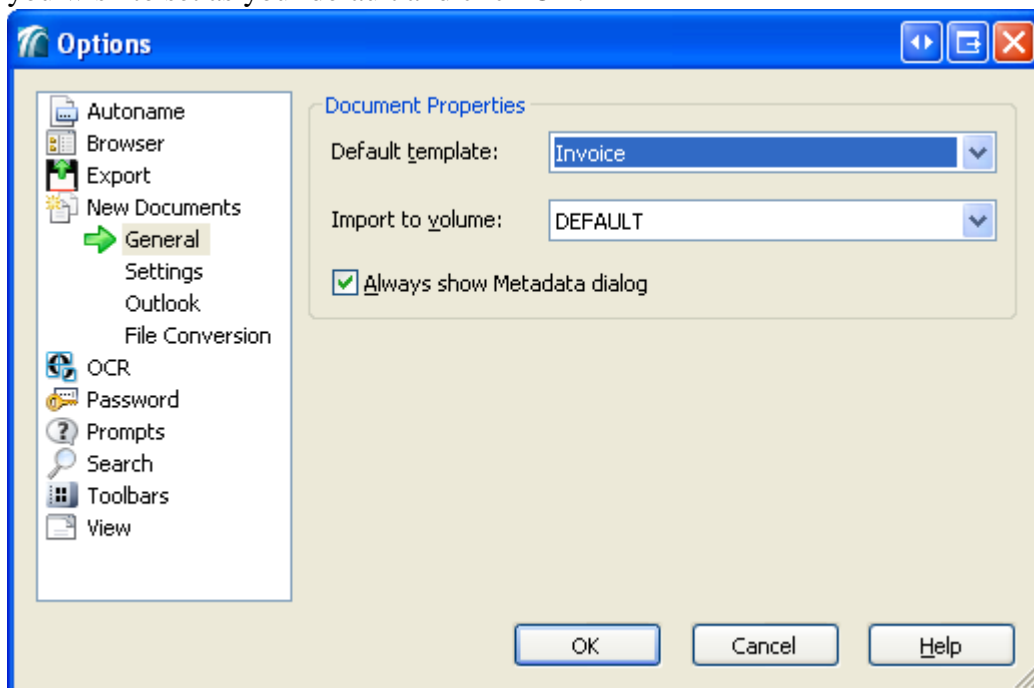 Options
Autoname
Browser
Export
New Documents
General
Settings
Outlook
File Conversion
OCR
Password
Prompts
Search
Toolbars
View
Document Properties
Default template:
Invoice
Import to volume:
DEFAULT
Always show Metadata dialog
OK
Cancel
Help